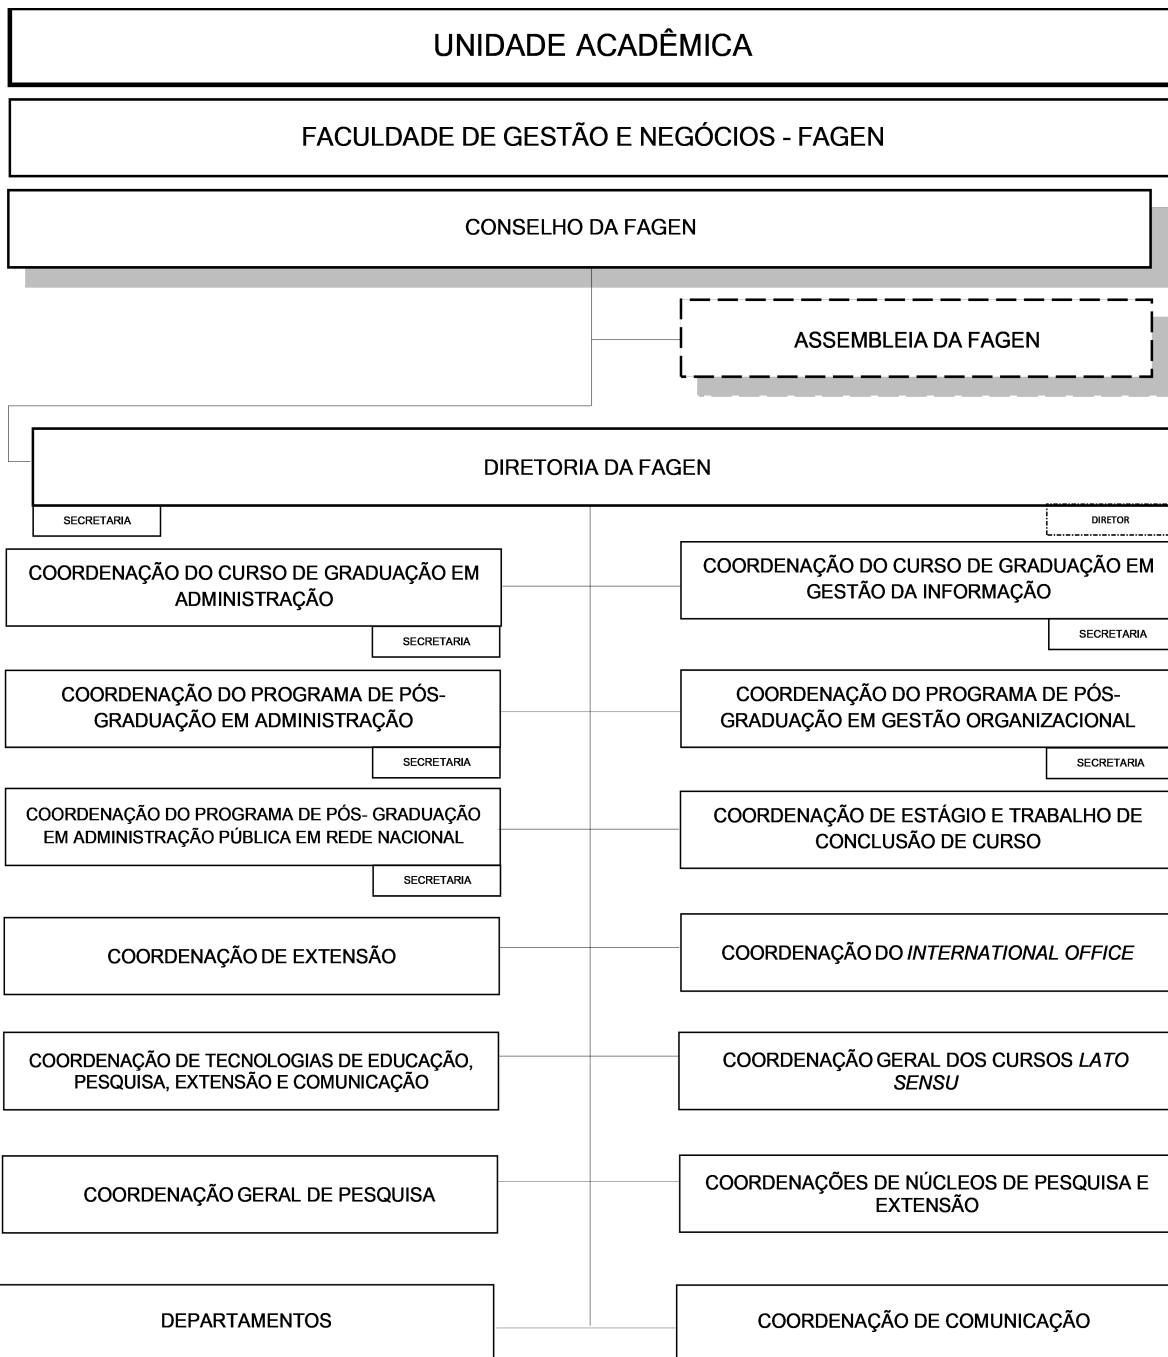 UNIDADE ACADÊMICA
FACULDADE DE GESTÃO E NEGÓCIOS - FAGEN
CONSELHO DA FAGEN
ASSEMBLEIA DA FAGEN
DIRETORIA DA FAGEN
SECRETARIA
DIRETOR
COORDENAÇÃO DO CURSO DE GRADUAÇÃO EM
ADMINISTRAÇÃO
SECRETARIA
COORDENAÇÃO DO CURSO DE GRADUAÇÃO EM
GESTÃO DA INFORMAÇÃO
SECRETARIA
COORDENAÇÃO DO PROGRAMA DE PÓS-
GRADUAÇÃO EM ADMINISTRAÇÃO
SECRETARIA
COORDENAÇÃO DO PROGRAMA DE PÓS-
GRADUAÇÃO EM GESTÃO ORGANIZACIONAL
SECRETARIA
COORDENAÇÃO DO PROGRAMA DE PÓS- GRADUAÇÃO
EM ADMINISTRAÇÃO PÚBLICA EM REDE NACIONAL
SECRETARIA
COORDENAÇÃO DE ESTÁGIO E TRABALHO DE
CONCLUSÃO DE CURSO
COORDENAÇÃO DE EXTENSÃO
COORDENAÇÃO DO INTERNATIONAL OFFICE
COORDENAÇÃO DE TECNOLOGIAS DE EDUCAÇÃO,
PESQUISA, EXTENSÃO E COMUNICAÇÃO
COORDENAÇÃO GERAL DOS CURSOS LATO
SENSU
COORDENAÇÃO GERAL DE PESQUISA
COORDENAÇÕES DE NÚCLEOS DE PESQUISA E
EXTENSÃO
DEPARTAMENTOS
COORDENAÇÃO DE COMUNICAÇÃO